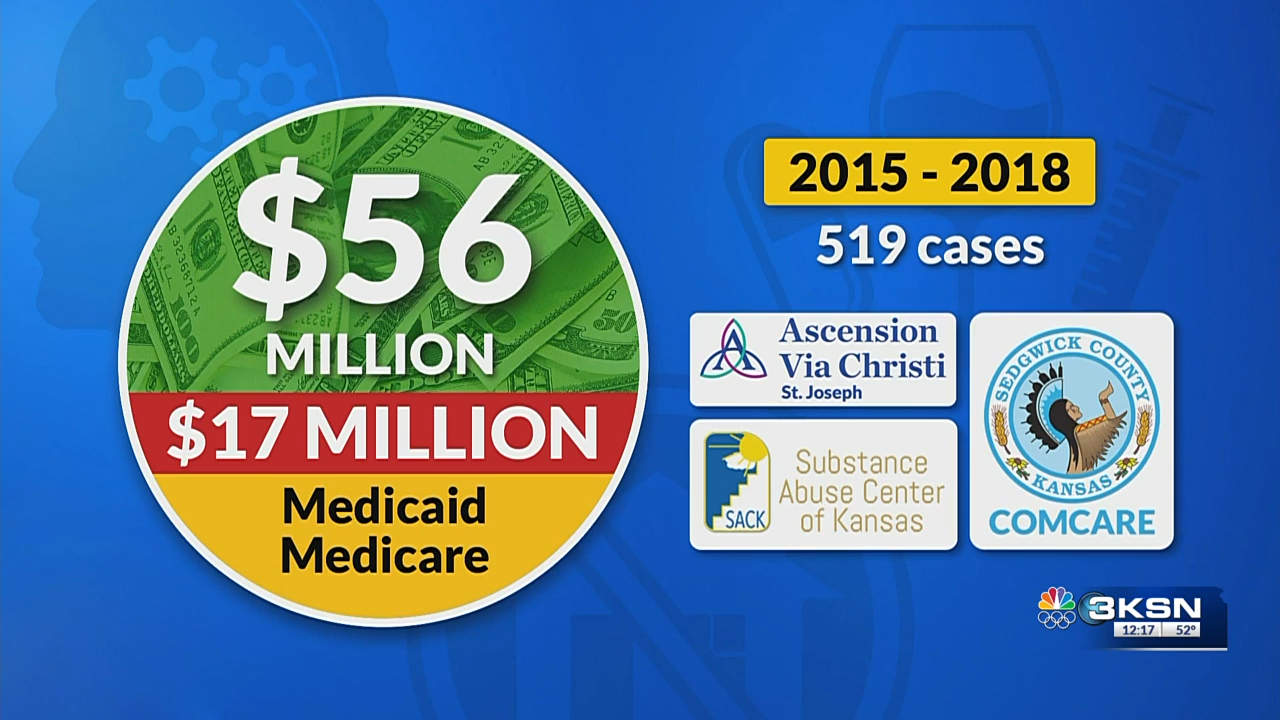 $56
MILLION
$17 MILLION
Medicaid
Medicare
2015 - 2018
519 cases
Ascension
Via Christi
St. Joseph
SACK
Substance
Abuse Center
of Kansas
SEDGWICK COUNTY
KANSAS
COMCARE
3KSN
12:17 52°